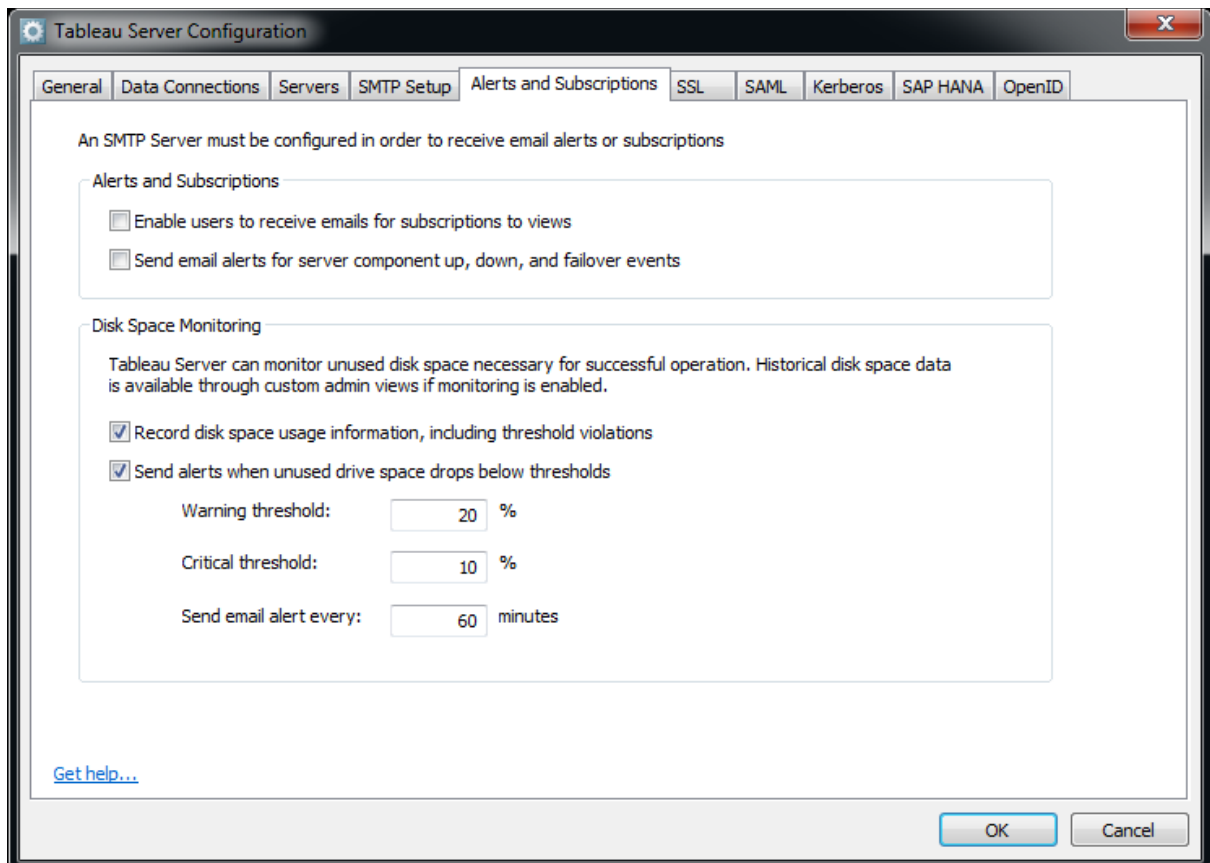 Tableau Server Configuration
General Data Connections Servers SMTP Setup Alerts and Subscriptions SSL SAML Kerberos SAP HANA OpenID
An SMTP Server must be configured in order to receive email alerts or subscriptions
Alerts and Subscriptions
Enable users to receive emails for subscriptions to views
Send email alerts for server component up, down, and failover events
Disk Space Monitoring
Tableau Server can monitor unused disk space necessary for successful operation. Historical disk space data
is available through custom admin views if monitoring is enabled.
Record disk space usage information, including threshold violations
Send alerts when unused drive space drops below thresholds
Warning threshold: 20 %
Critical threshold: 10 %
Send email alert every: 60 minutes
Get help...
OK Cancel